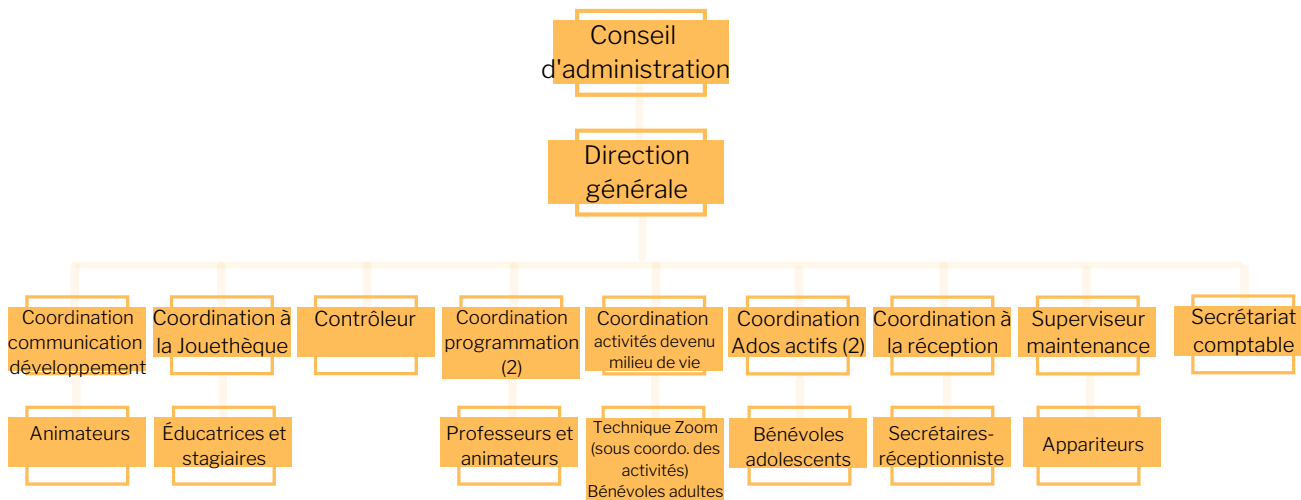 Conseil
d'administration
Direction
générale
Coordination
communication
développement
Coordination à
la Jouethèque
Contrôleur
Coordination
programmation
(2)
Coordination
activités devenu
milieu de vie
Coordination
Ados actifs (2)
Coordination à
la réception
Superviseur
maintenance
Secrétariat
comptable
Animateurs
Éducatrices et
stagiaires
Professeurs et
animateurs
Technique Zoom
(sous coordo. des
activités)
Bénévoles adultes
Bénévoles
adolescents
Secrétaires-
réceptionniste
Appariteurs